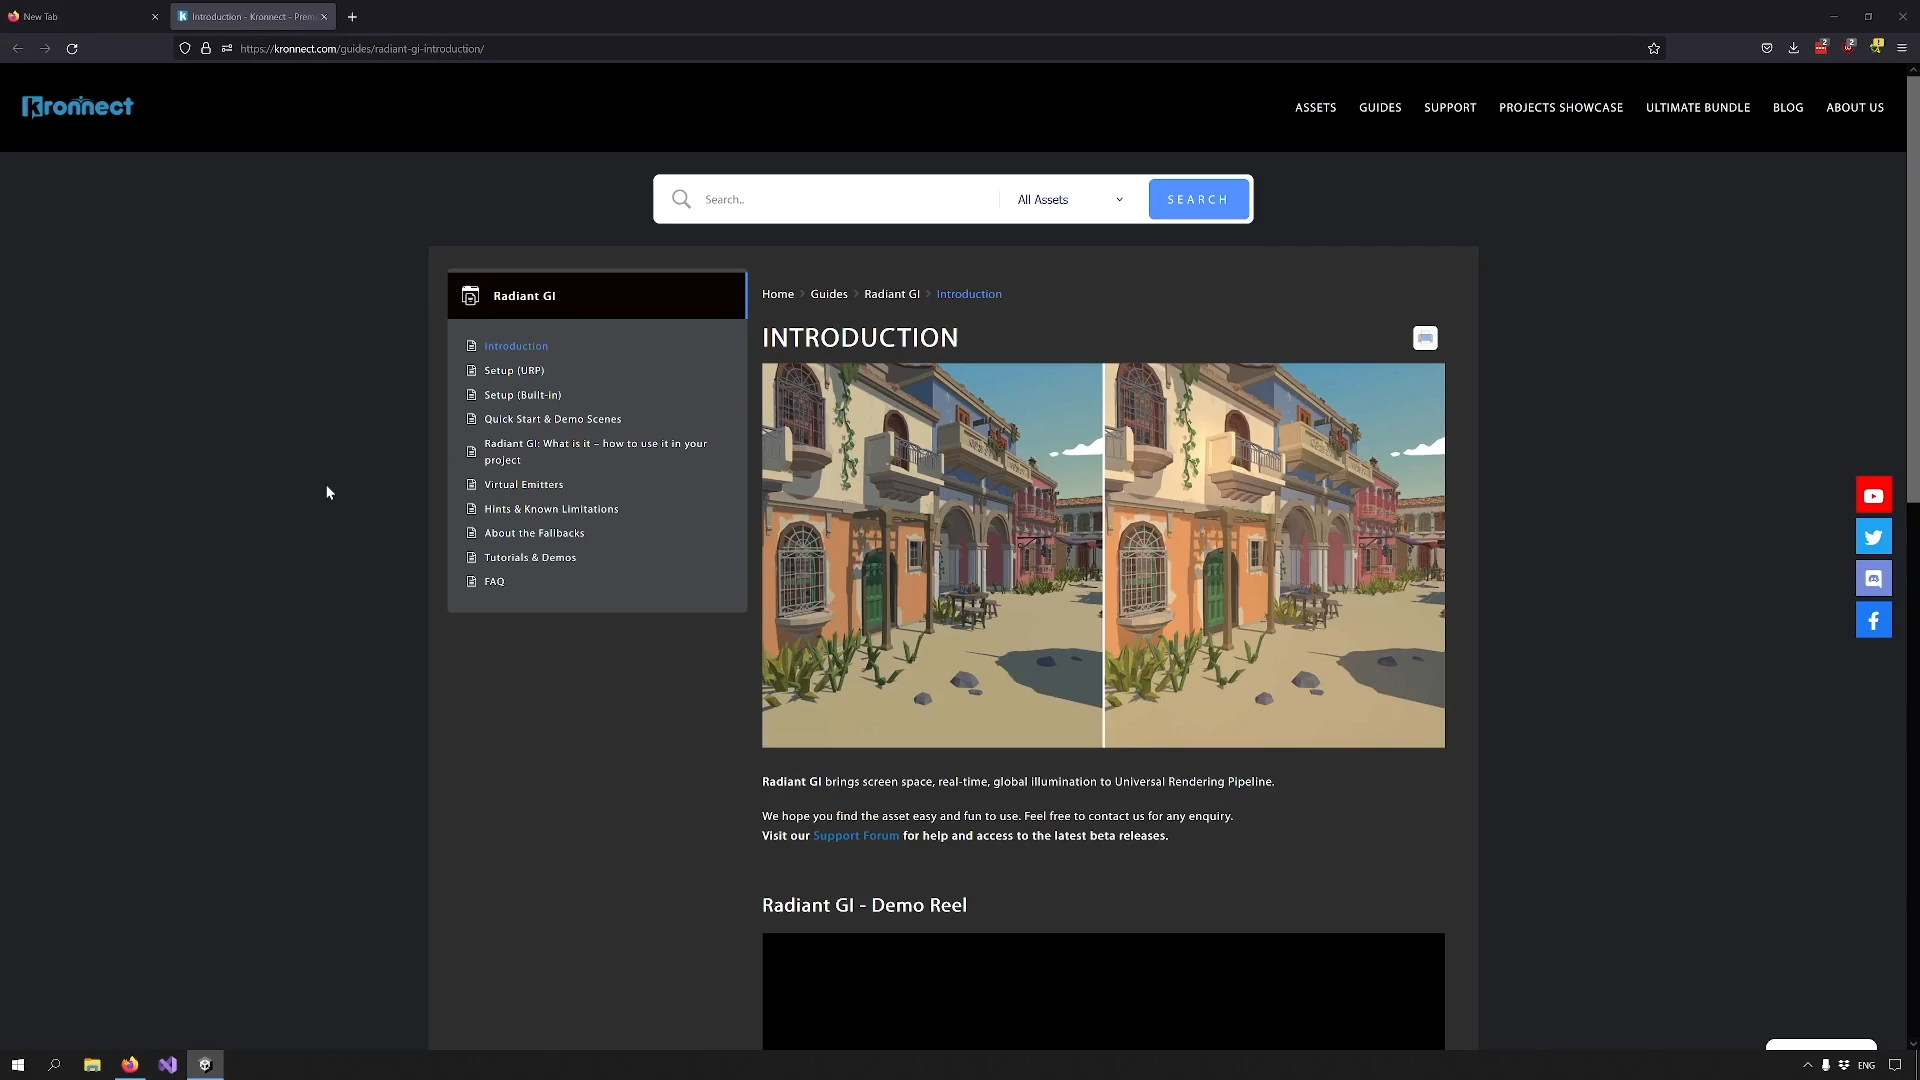 New Tab
Introduction - Kronnect - Prem
https://kronnect.com/guides/radiant-gi-introduction/
Kronnect
ASSETS GUIDES SUPPORT PROJECTS SHOWCASE ULTIMATE BUNDLE BLOG ABOUT US
Search.. All Assets SEARCH
Radiant GI
Introduction
Setup (URP)
Setup (Built-in)
Quick Start & Demo Scenes
Radiant GI: What is it – how to use it in your
project
Virtual Emitters
Hints & Known Limitations
About the Fallbacks
Tutorials & Demos
FAQ
Home > Guides > Radiant GI > Introduction
INTRODUCTION
Radiant GI brings screen space, real-time, global illumination to Universal Rendering Pipeline.
We hope you find the asset easy and fun to use. Feel free to contact us for any enquiry.
Visit our Support Forum for help and access to the latest beta releases.
Radiant GI - Demo Reel
ENG